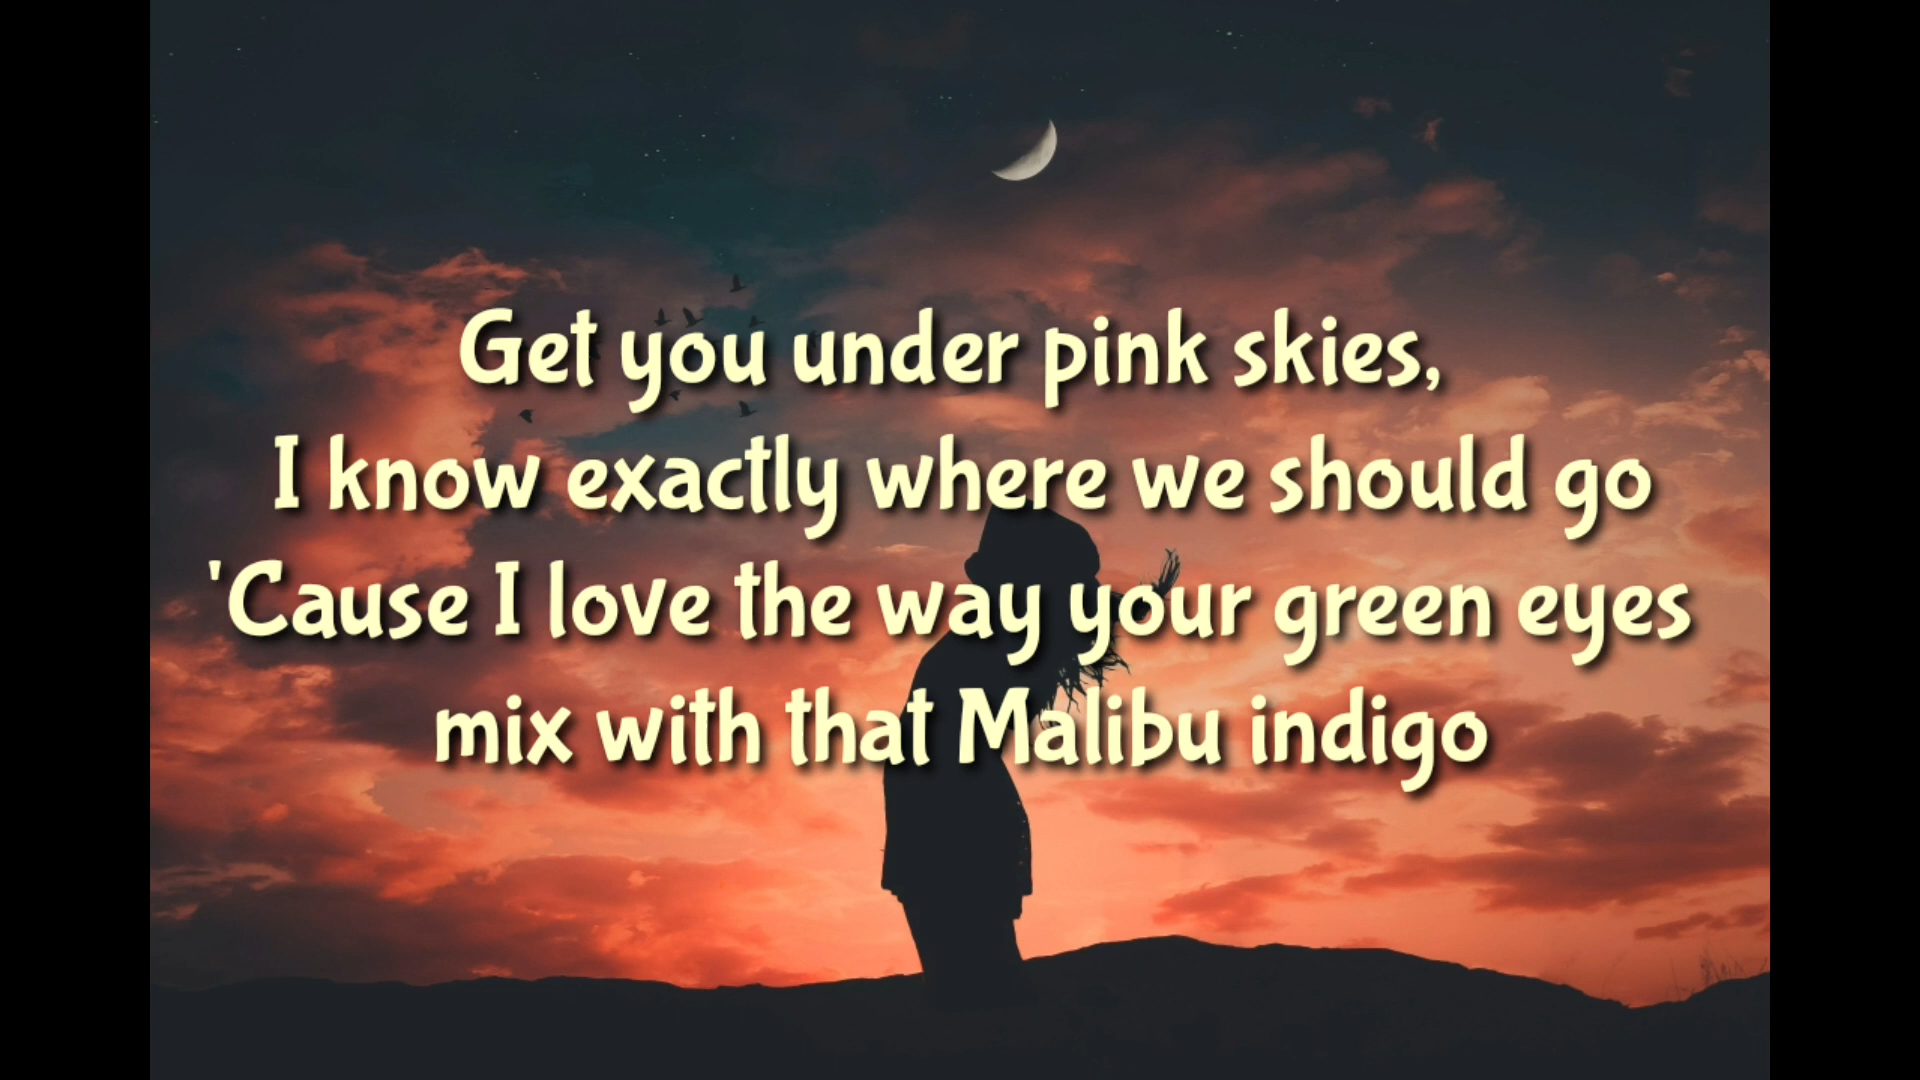 Get you under pink skies,
I know exactly where we should go
'Cause I love the way your green eyes
mix with that Malibu indigo